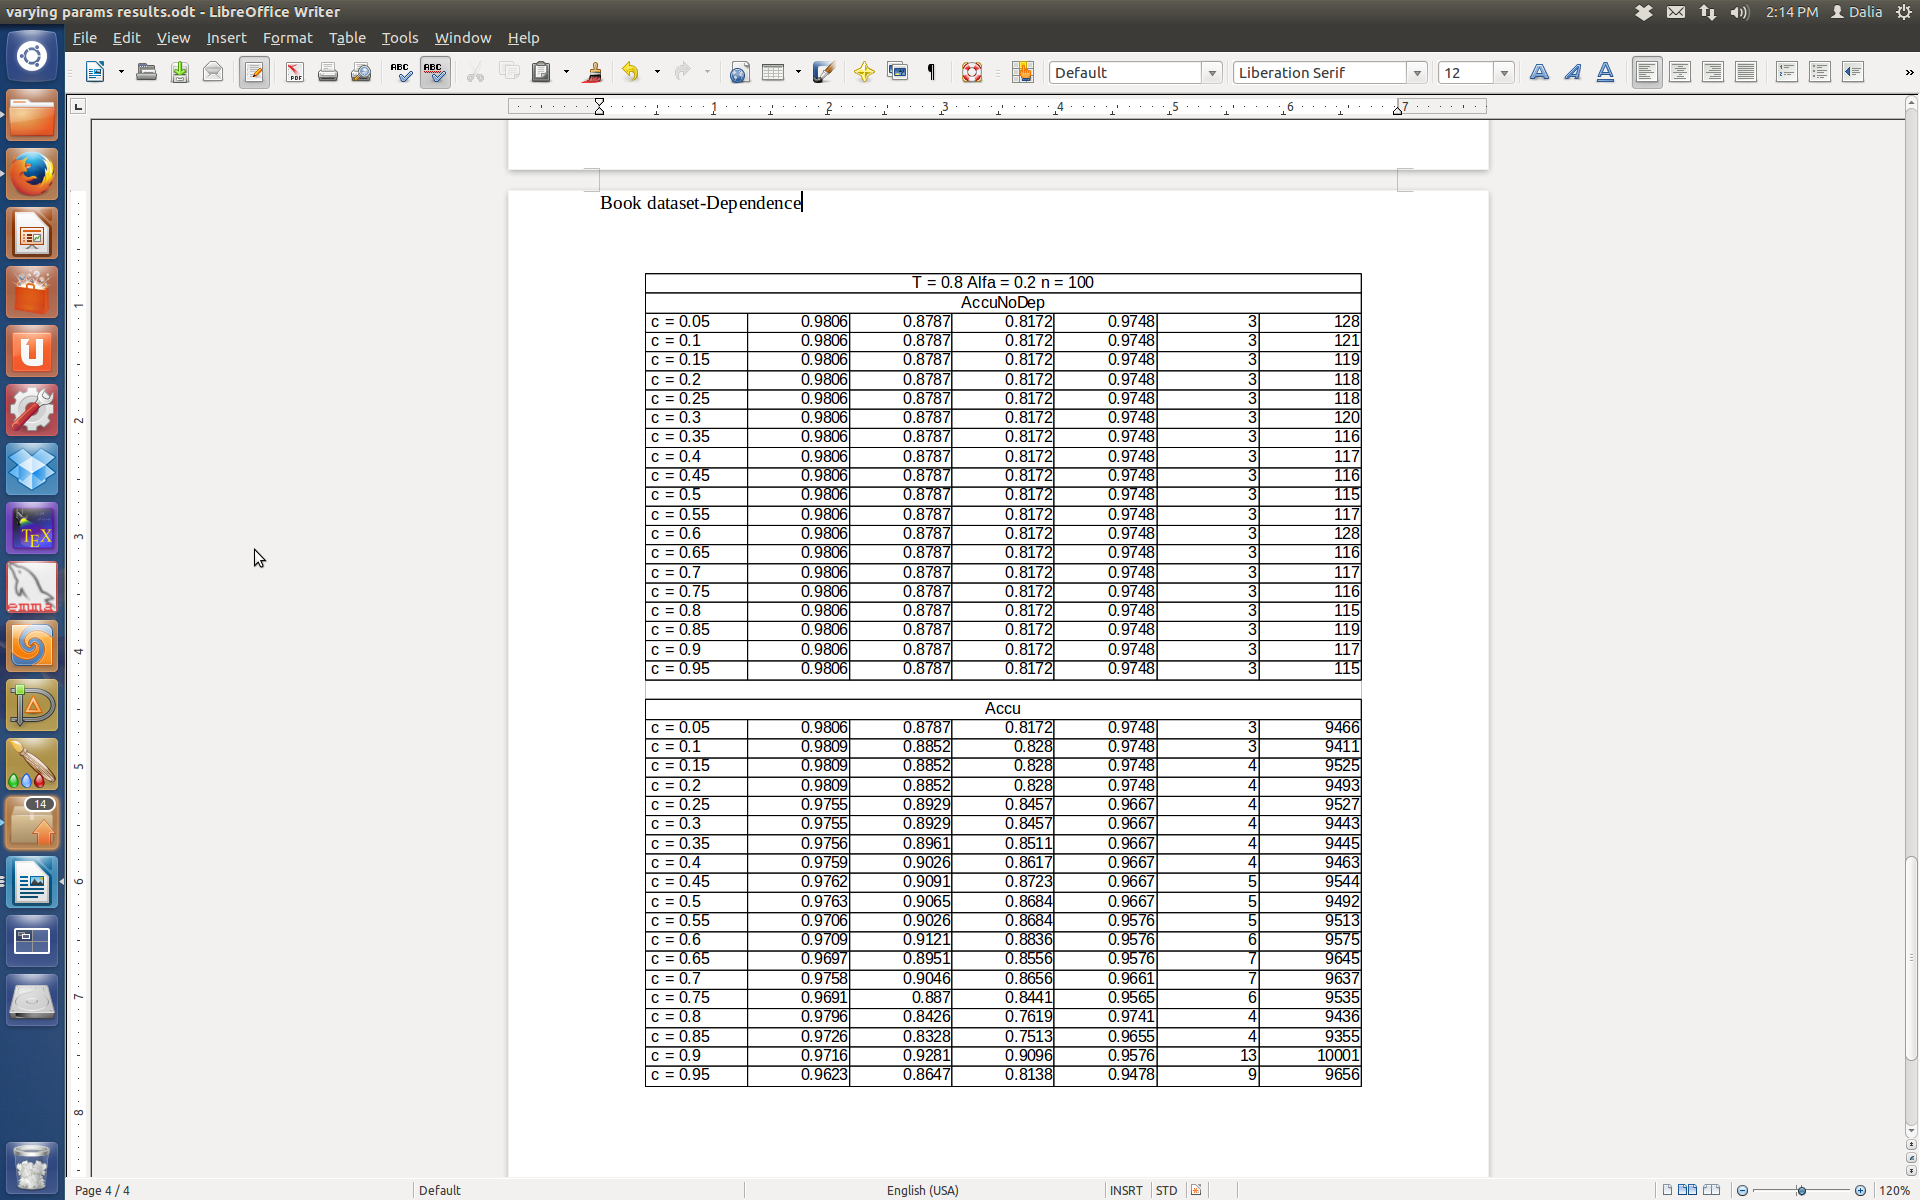 varying params results.odt - LibreOffice Writer
2:14 PM Dalia
File Edit View Insert Format Table Tools Window Help
Default Liberation Serif 12
1 2 3 4 5 6 7
Book dataset-Dependence
T = 0.8 Alfa = 0.2 n = 100
AccuNoDep
c = 0.05 0.9806 0.8787 0.8172 0.9748 3 128
c = 0.1 0.9806 0.8787 0.8172 0.9748 3 121
c = 0.15 0.9806 0.8787 0.8172 0.9748 3 119
c = 0.2 0.9806 0.8787 0.8172 0.9748 3 118
c = 0.25 0.9806 0.8787 0.8172 0.9748 3 118
c = 0.3 0.9806 0.8787 0.8172 0.9748 3 120
c = 0.35 0.9806 0.8787 0.8172 0.9748 3 116
c = 0.4 0.9806 0.8787 0.8172 0.9748 3 117
c = 0.45 0.9806 0.8787 0.8172 0.9748 3 116
c = 0.5 0.9806 0.8787 0.8172 0.9748 3 115
c = 0.55 0.9806 0.8787 0.8172 0.9748 3 117
c = 0.6 0.9806 0.8787 0.8172 0.9748 3 128
c = 0.65 0.9806 0.8787 0.8172 0.9748 3 116
c = 0.7 0.9806 0.8787 0.8172 0.9748 3 117
c = 0.75 0.9806 0.8787 0.8172 0.9748 3 116
c = 0.8 0.9806 0.8787 0.8172 0.9748 3 115
c = 0.85 0.9806 0.8787 0.8172 0.9748 3 119
c = 0.9 0.9806 0.8787 0.8172 0.9748 3 117
c = 0.95 0.9806 0.8787 0.8172 0.9748 3 115
Accu
c = 0.05 0.9806 0.8787 0.8172 0.9748 3 9466
c = 0.1 0.9809 0.8852 0.828 0.9748 3 9411
c = 0.15 0.9809 0.8852 0.828 0.9748 4 9525
c = 0.2 0.9809 0.8852 0.828 0.9748 4 9493
c = 0.25 0.9755 0.8929 0.8457 0.9667 4 9527
c = 0.3 0.9755 0.8929 0.8457 0.9667 4 9443
c = 0.35 0.9756 0.8961 0.8511 0.9667 4 9445
c = 0.4 0.9759 0.9026 0.8617 0.9667 4 9463
c = 0.45 0.9762 0.9091 0.8723 0.9667 5 9544
c = 0.5 0.9763 0.9065 0.8684 0.9667 5 9492
c = 0.55 0.9706 0.9026 0.8684 0.9576 5 9513
c = 0.6 0.9709 0.9121 0.8836 0.9576 6 9575
c = 0.65 0.9697 0.8951 0.8556 0.9576 7 9645
c = 0.7 0.9758 0.9046 0.8656 0.9661 7 9637
c = 0.75 0.9691 0.887 0.8441 0.9565 6 9535
c = 0.8 0.9796 0.8426 0.7619 0.9741 4 9436
c = 0.85 0.9726 0.8328 0.7513 0.9655 4 9355
c = 0.9 0.9716 0.9281 0.9096 0.9576 13 10001
c = 0.95 0.9623 0.8647 0.8138 0.9478 9 9656
1
2
3
4
5
6
7
8
TEX
emma
14
Page 4 / 4 Default English (USA) INSRT STD 120%